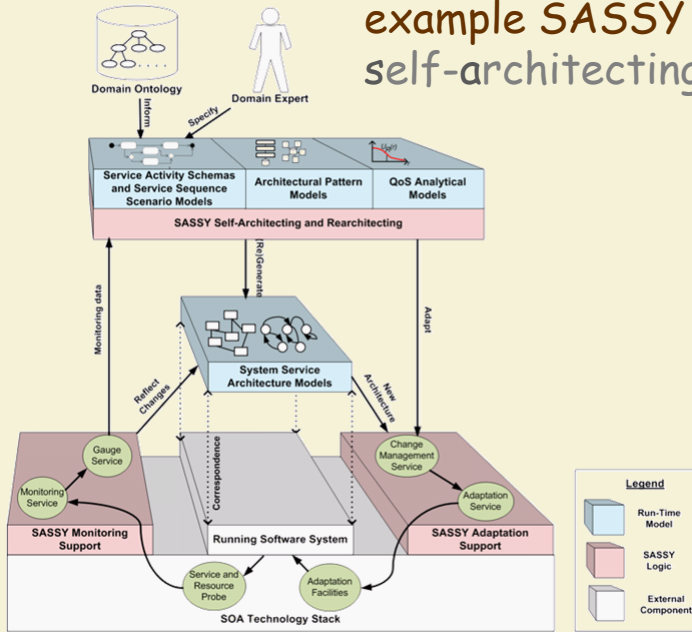 example SASSY
self-architecting
Domain Ontology
Domain Expert
Inform
Specify
Service Activity Schemas
and Service Sequence
Scenario Models
Architectural Pattern
Models
QoS Analytical
Models
SASSY Self-Architecting and Rearchitecting
(Re)Generate
Monitoring data
Adapt
System Service
Architecture Models
Reflect
Changes
New
Architecture
Correspondence
Gauge
Service
Monitoring
Service
Change
Management
Service
Adaptation
Service
SASSY Monitoring
Support
Running Software System
SASSY Adaptation
Support
Service and
Resource
Probe
Adaptation
Facilities
SOA Technology Stack
Legend
Run-Time
Model
SASSY
Logic
External
Component